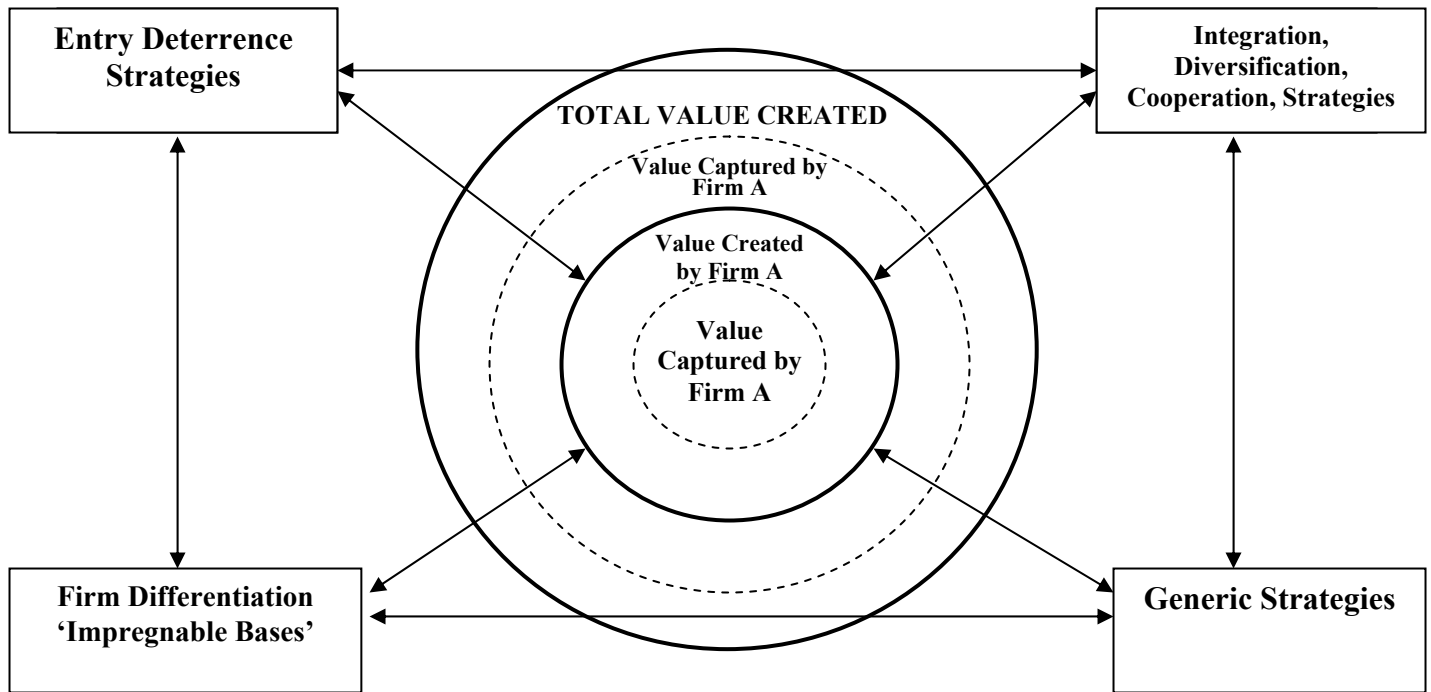 Entry Deterrence
Strategies
Integration,
Diversification,
Cooperation, Strategies
TOTAL VALUE CREATED
Value Captured by
Firm A
Value Created
by Firm A
Value
Captured by
Firm A
Firm Differentiation
‘Impregnable Bases’
Generic Strategies